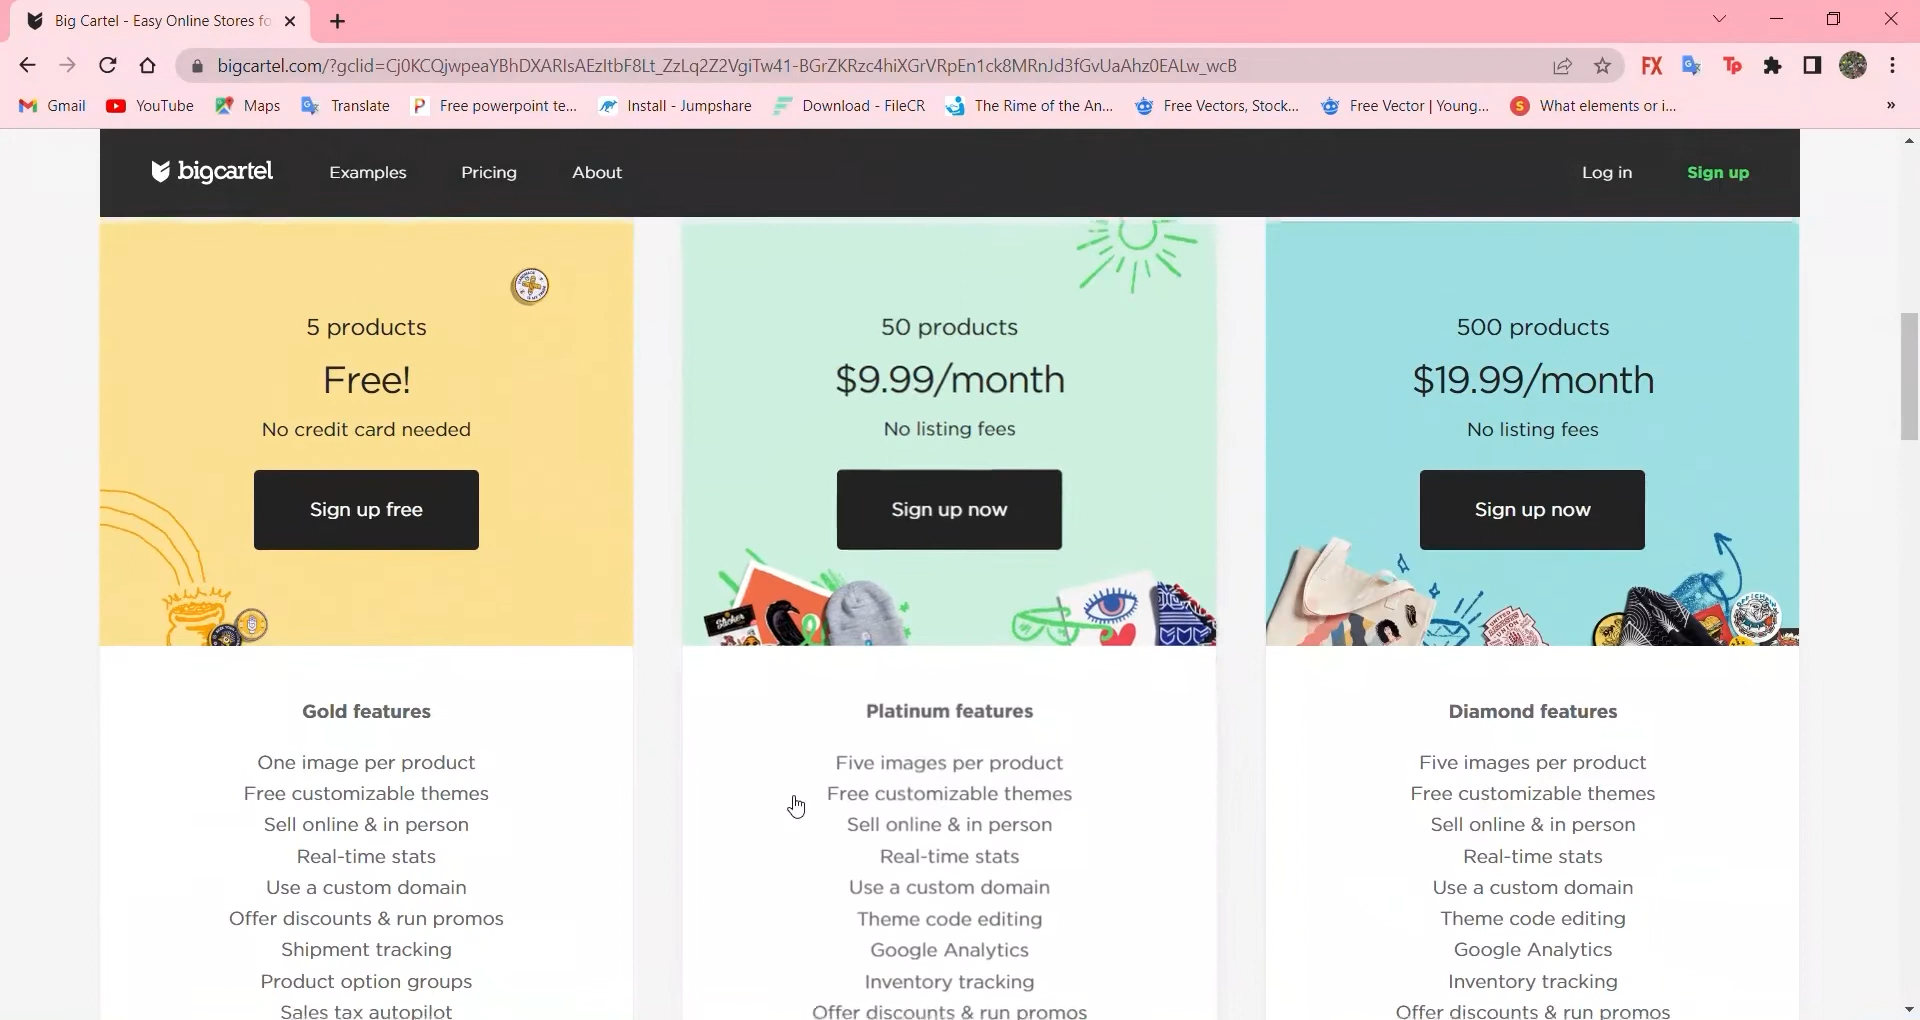 Big Cartel - Easy Online Stores fo
bigcartel.com/?gclid=Cj0KCQjwpeaYBhDXARIsAEzItbF8Lt_ZzLq2Z2VgiTw41-BGrZKRzc4hiXGrVRpEn1ck8MRnJd3fGvUaAhz0EALw_wcB
Gmail YouTube Maps Translate Free powerpoint te... Install - Jumpshare Download - FileCR The Rime of the An... Free Vectors, Stock... Free Vector | Young... What elements or i... »
bigcartel Examples Pricing About Log in Sign up
5 products
Free!
No credit card needed
Sign up free
Gold features
One image per product
Free customizable themes
Sell online & in person
Real-time stats
Use a custom domain
Offer discounts & run promos
Shipment tracking
Product option groups
Sales tax autopilot
50 products
$9.99/month
No listing fees
Sign up now
Platinum features
Five images per product
Free customizable themes
Sell online & in person
Real-time stats
Use a custom domain
Theme code editing
Google Analytics
Inventory tracking
Offer discounts & run promos
500 products
$19.99/month
No listing fees
Sign up now
Diamond features
Five images per product
Free customizable themes
Sell online & in person
Real-time stats
Use a custom domain
Theme code editing
Google Analytics
Inventory tracking
Offer discounts & run promos